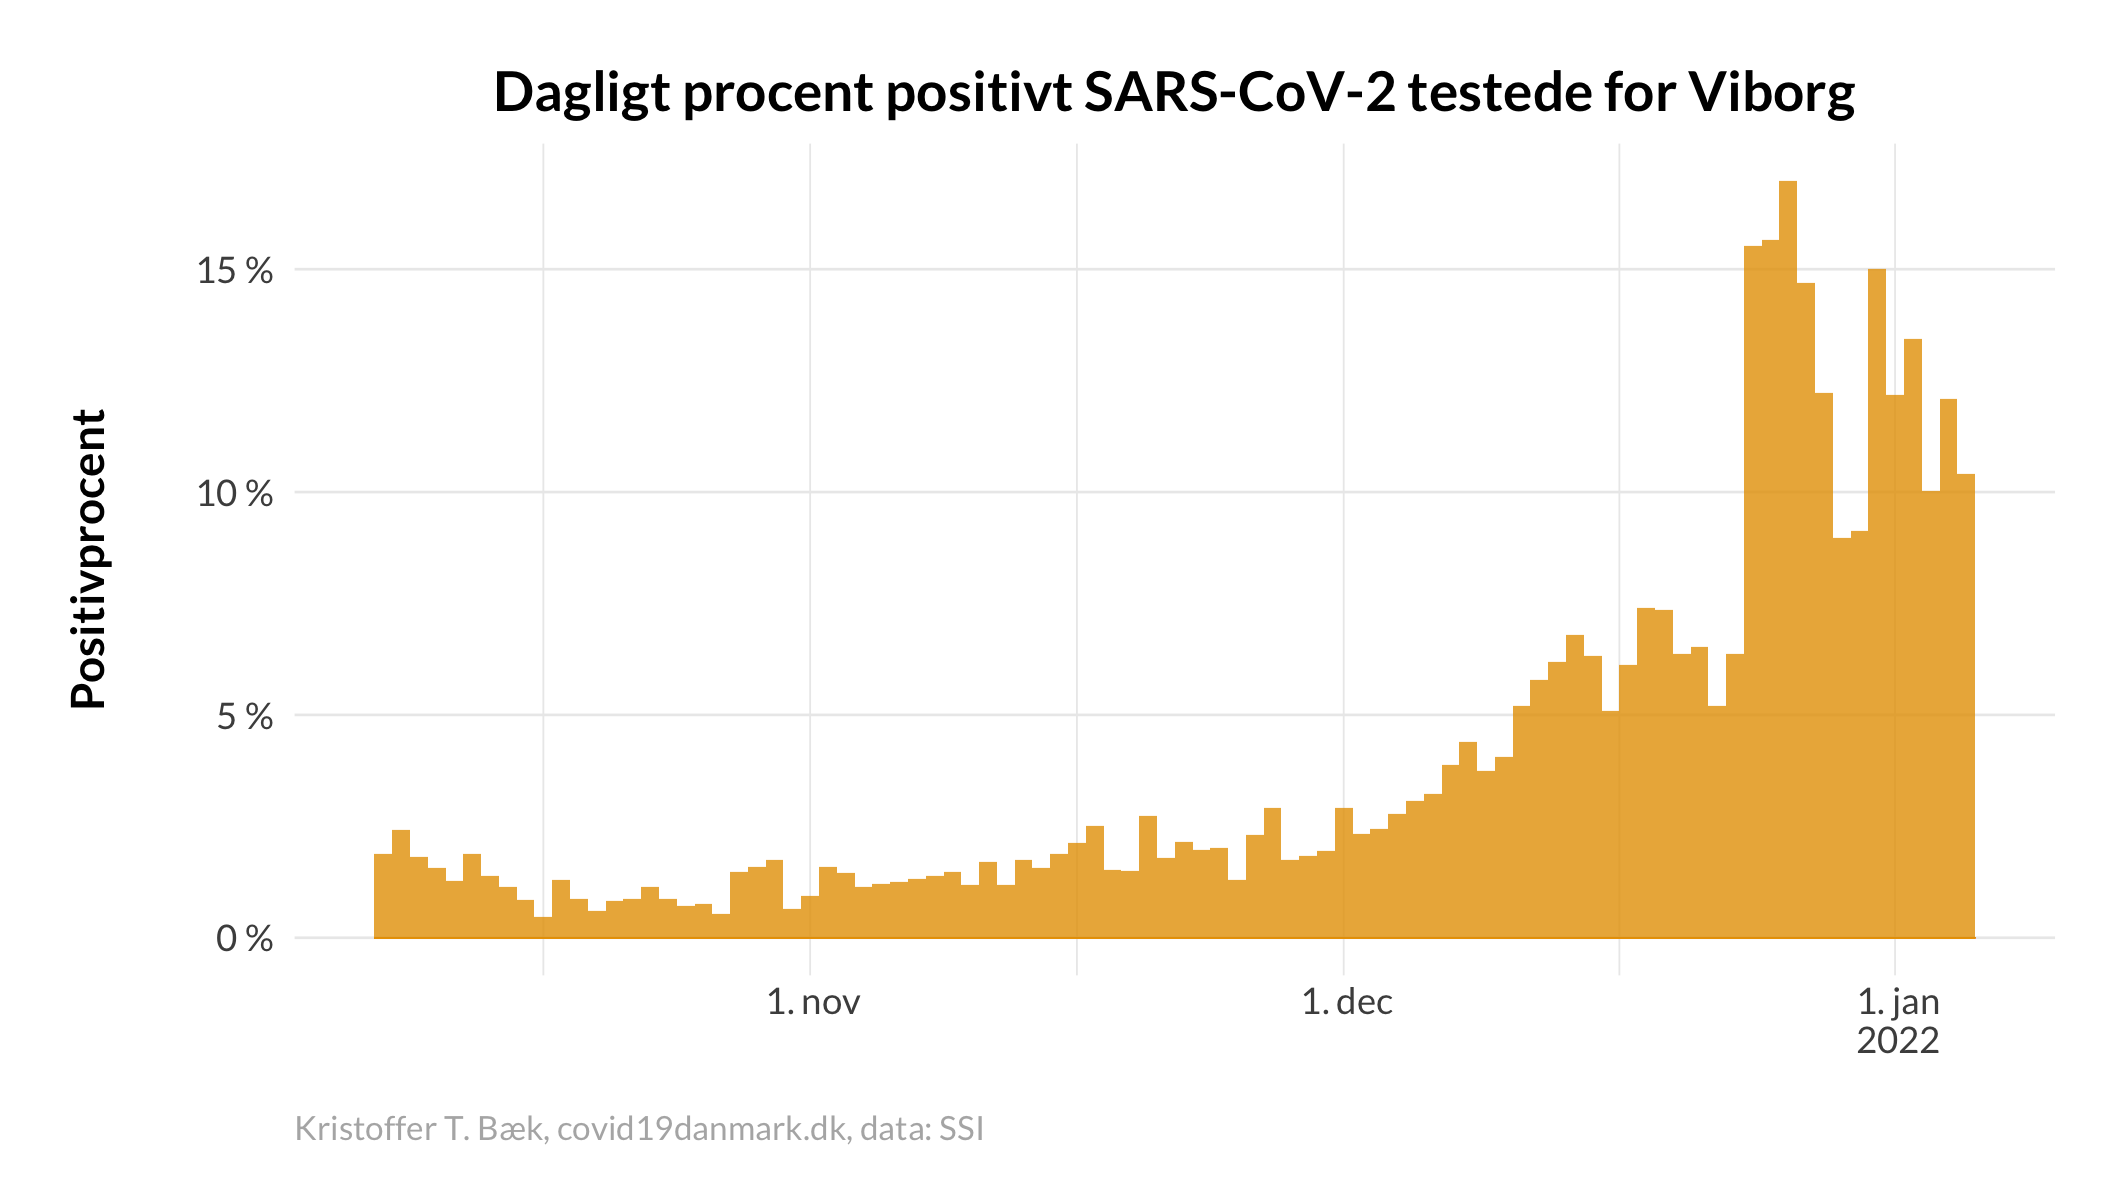 Dagligt procent positivt SARS-CoV-2 testede for Viborg
Positivprocent
15 %
10 %
5 %
0 %
1. nov
1. dec
1. jan
2022
Kristoffer T. Bæk, covid19danmark.dk, data: SSI